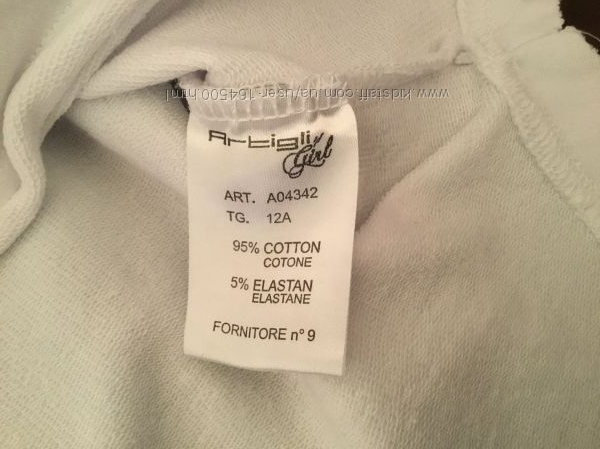 www.kidstaff.com.ua/user-164500.html
Artigli
Girl
ART. A04342
TG. 12A
95% COTTON
COTONE
5% ELASTAN
ELASTANE
FORNITORE n° 9